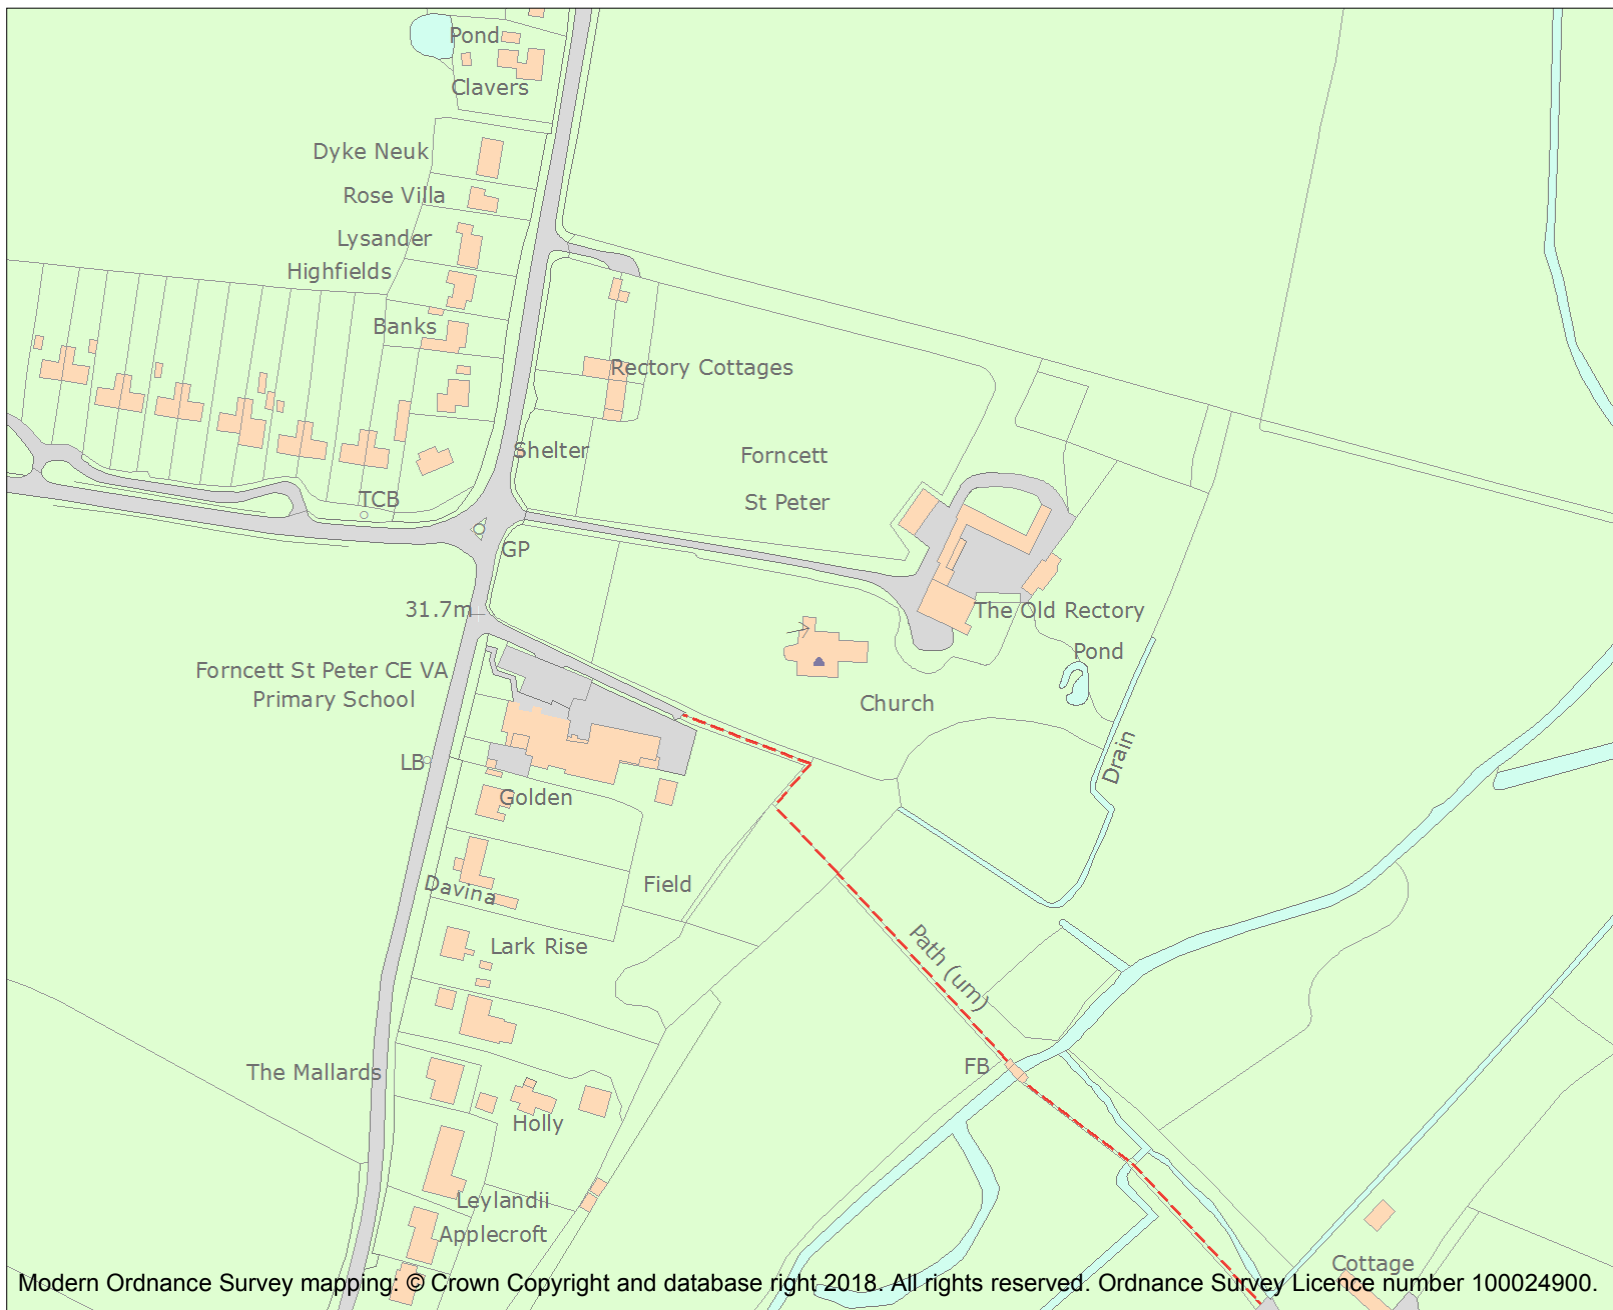 Pond
Clavers
Dyke Neuk
Rose Villa
Lysander
Highfields
Banks
Rectory Cottages
Shelter
Forncett
St Peter
TCB
GP
31.7m
The Old Rectory
Pond
Forncett St Peter CE VA
Primary School
Church
Drain
LB
Golden
Field
Davina
Lark Rise
Path (um)
FB
The Mallards
Holly
Leylandii
Applecroft
Cottage
Modern Ordnance Survey mapping: © Crown Copyright and database right 2018. All rights reserved. Ordnance Survey Licence number 100024900.